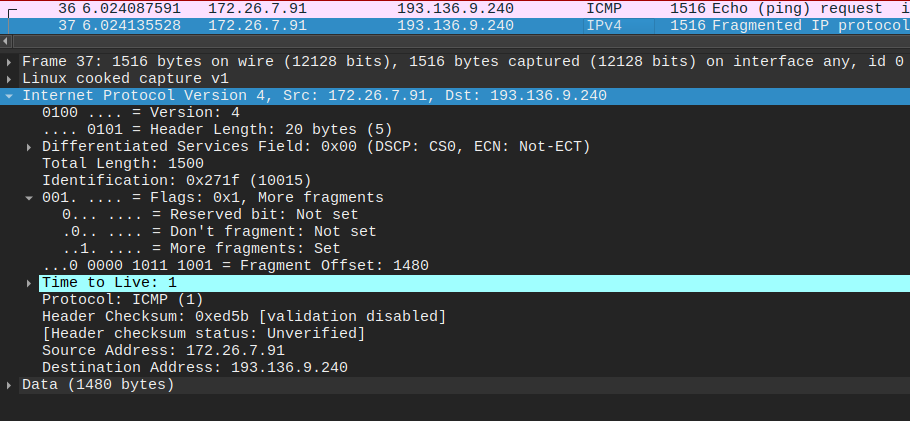 36 6.024087591 172.26.7.91 193.136.9.240 ICMP 1516 Echo (ping) request i
37 6.024135528 172.26.7.91 193.136.9.240 IPv4 1516 Fragmented IP protocol
Frame 37: 1516 bytes on wire (12128 bits), 1516 bytes captured (12128 bits) on interface any, id 0
Linux cooked capture v1
Internet Protocol Version 4, Src: 172.26.7.91, Dst: 193.136.9.240
0100 .... = Version: 4
.... 0101 = Header Length: 20 bytes (5)
Differentiated Services Field: 0x00 (DSCP: CS0, ECN: Not-ECT)
Total Length: 1500
Identification: 0x271f (10015)
001. .... = Flags: 0x1, More fragments
0... .... = Reserved bit: Not set
.0.. .... = Don't fragment: Not set
..1. .... = More fragments: Set
...0 0000 1011 1001 = Fragment Offset: 1480
Time to Live: 1
Protocol: ICMP (1)
Header Checksum: 0xed5b [validation disabled]
[Header checksum status: Unverified]
Source Address: 172.26.7.91
Destination Address: 193.136.9.240
Data (1480 bytes)